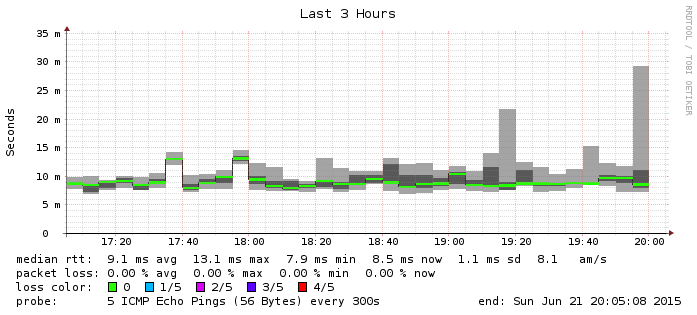 Last 3 Hours
RRDTOOL / TOBI OETIKER
Seconds
35 m
30 m
25 m
20 m
15 m
10 m
5 m
0
17:20 17:40 18:00 18:20 18:40 19:00 19:20 19:40 20:00
median rtt: 9.1 ms avg 13.1 ms max 7.9 ms min 8.5 ms now 1.1 ms sd 8.1 am/s
packet loss: 0.00 % avg 0.00 % max 0.00 % min 0.00 % now
loss color: 0 1/5 2/5 3/5 4/5
probe: 5 ICMP Echo Pings (56 Bytes) every 300s end: Sun Jun 21 20:05:08 2015